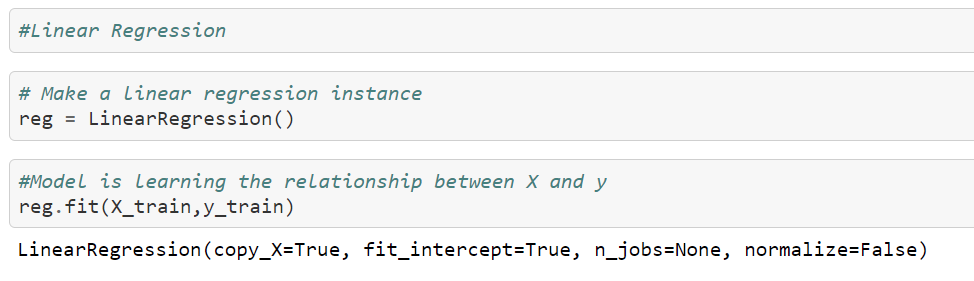 #Linear Regression
# Make a linear regression instance
reg = LinearRegression()
#Model is learning the relationship between X and y
reg.fit(X_train,y_train)
LinearRegression(copy_X=True, fit_intercept=True, n_jobs=None, normalize=False)